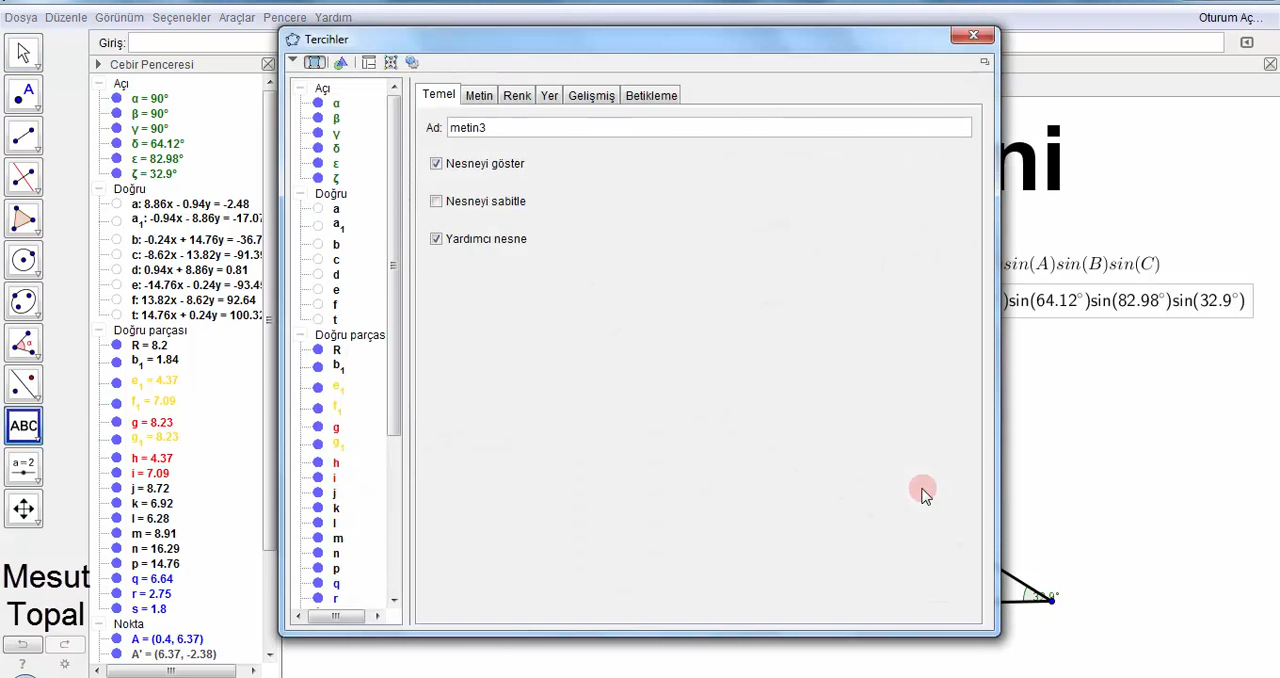 Dosya Düzenle Görünüm Seçenekler Araçlar Pencere Yardım Oturum Aç...
Giriş:
Cebir Penceresi
Açı
α = 90°
β = 90°
γ = 90°
δ = 64.12°
ε = 82.98°
ζ = 32.9°
Doğru
a: 8.86x - 0.94y = -2.48
a1: -0.94x - 8.86y = -17.07
b: -0.24x + 14.76y = -36.7
c: -8.62x - 13.82y = -91.39
d: 0.94x + 8.86y = 0.81
e: -14.76x - 0.24y = -93.45
f: 13.82x - 8.62y = 92.64
t: 14.76x + 0.24y = 100.32
Doğru parçası
R = 8.2
b1 = 1.84
e1 = 4.37
f1 = 7.09
g = 8.23
g1 = 8.23
h = 4.37
i = 7.09
j = 8.72
k = 6.92
l = 6.28
m = 8.91
n = 16.29
p = 14.76
q = 6.64
r = 2.75
s = 1.8
Nokta
A = (0.4, 6.37)
A' = (6.37, -2.38)
A
α
ABC
a = 2
Mesut
Topal
?
Tercihler
Açı
α
β
γ
δ
ε
ζ
Doğru
a
a1
b
c
d
e
f
t
Doğru parças
R
b1
e1
f1
g
g1
h
i
j
k
l
m
n
p
q
r
Temel Metin Renk Yer Gelişmiş Betikleme
Ad: metin3
Nesneyi göster
Nesneyi sabitle
Yardımcı nesne
ni
sin(A)sin(B)sin(C)
)sin(64.12°)sin(82.98°)sin(32.9°)
32.9°